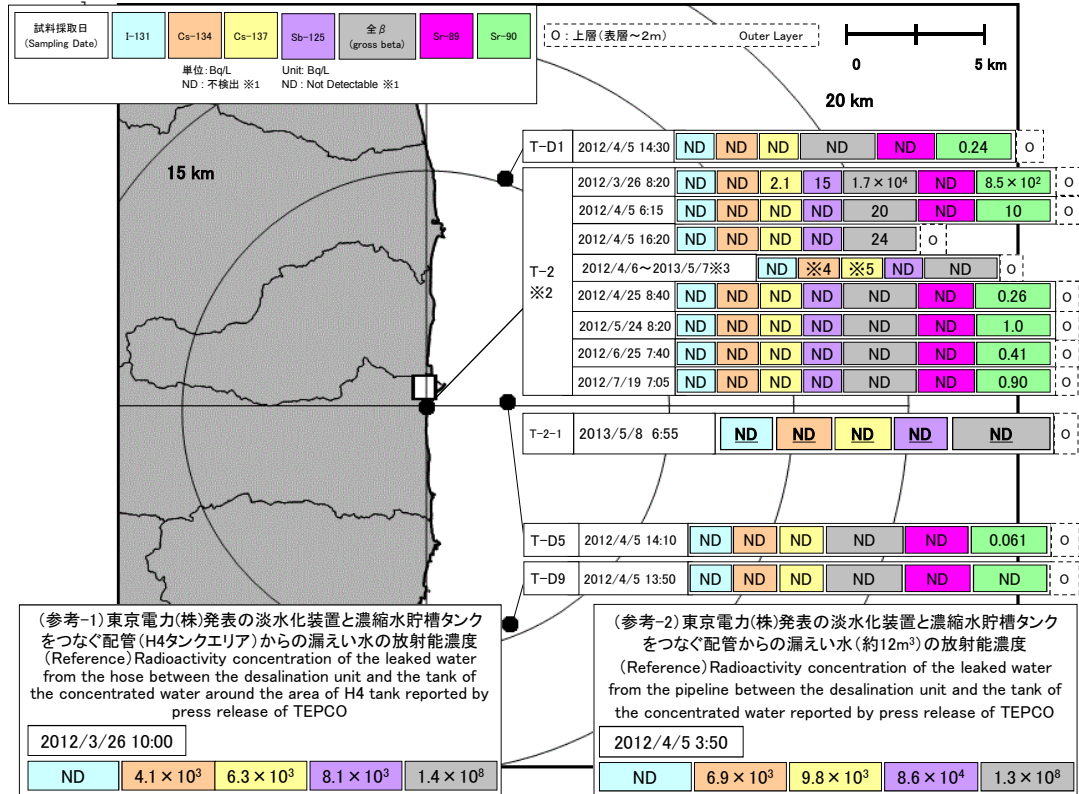 試料採取日
(Sampling Date)
I-131
Cs-134
Cs-137
Sb-125
全β
(gross beta)
Sr-89
Sr-90
単位:Bq/L
Unit: Bq/L
ND : 不検出 ※1
ND : Not Detectable ※1
O : 上層(表層~2m)
Outer Layer
0
5 km
20 km
15 km
T-D1 2012/4/5 14:30 ND ND ND ND ND 0.24 O
T-2
※2
2012/3/26 8:20 ND ND 2.1 15 1.7×10⁴ ND 8.5×10² O
2012/4/5 6:15 ND ND ND ND 20 ND 10 O
2012/4/5 16:20 ND ND ND ND 24 O
2012/4/6~2013/5/7※3 ND ※4 ※5 ND ND O
2012/4/25 8:40 ND ND ND ND ND ND 0.26 O
2012/5/24 8:20 ND ND ND ND ND ND 1.0 O
2012/6/25 7:40 ND ND ND ND ND ND 0.41 O
2012/7/19 7:05 ND ND ND ND ND ND 0.90 O
T-2-1 2013/5/8 6:55 ND ND ND ND ND O
T-D5 2012/4/5 14:10 ND ND ND ND ND 0.061 O
T-D9 2012/4/5 13:50 ND ND ND ND ND ND O
(参考-1)東京電力(株)発表の淡水化装置と濃縮水貯槽タンク
をつなぐ配管(H4タンクエリア)からの漏えい水の放射能濃度
(Reference)Radioactivity concentration of the leaked water
from the hose between the desalination unit and the tank of
the concentrated water around the area of H4 tank reported by
press release of TEPCO
2012/3/26 10:00
ND 4.1×10³ 6.3×10³ 8.1×10³ 1.4×10⁸
(参考-2)東京電力(株)発表の淡水化装置と濃縮水貯槽タンク
をつなぐ配管からの漏えい水(約12m³)の放射能濃度
(Reference)Radioactivity concentration of the leaked water
from the pipeline between the desalination unit and the tank of
the concentrated water reported by press release of TEPCO
2012/4/5 3:50
ND 6.9×10³ 9.8×10³ 8.6×10⁴ 1.3×10⁸